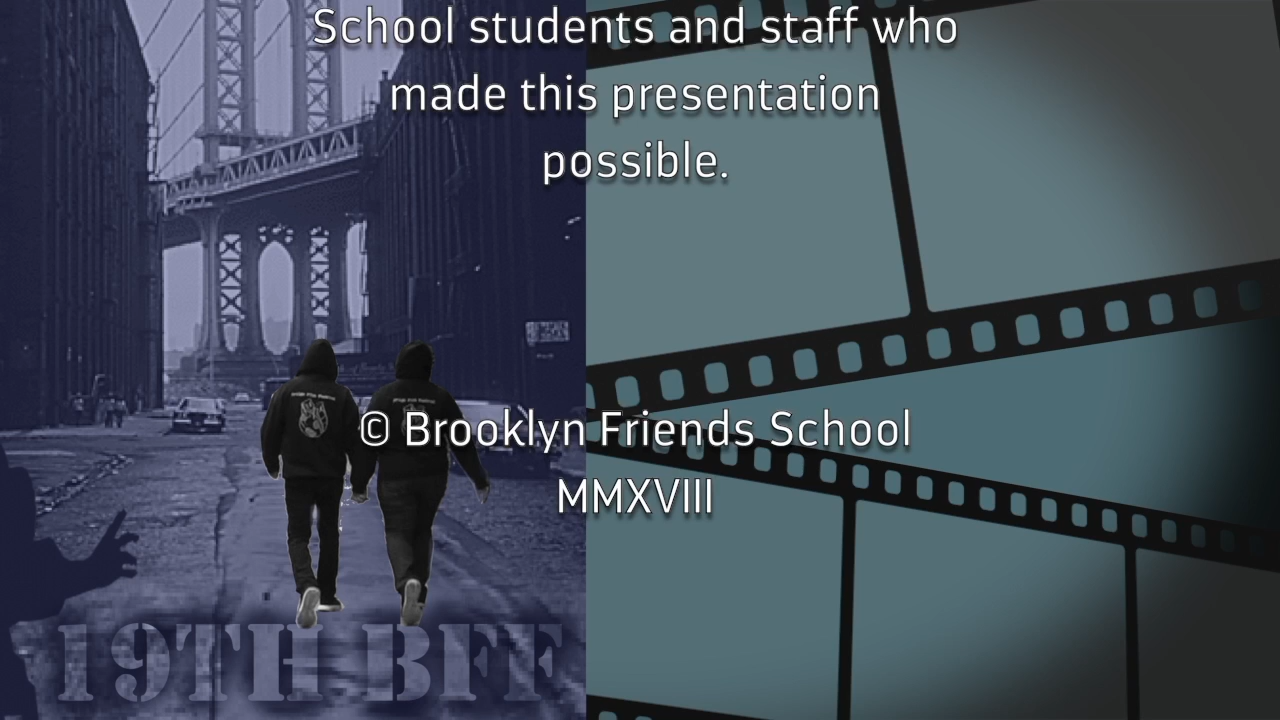 School students and staff who
made this presentation
possible.
© Brooklyn Friends School
MMXVIII
19TH BFF